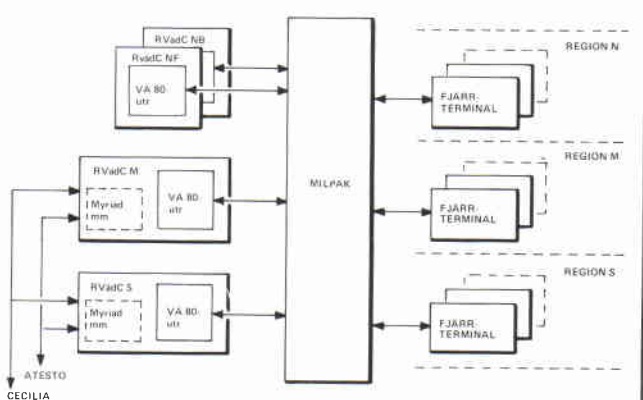 RVadC NB
RvadC NF
VA 80-
utr
RVadC M
Myriad
mm
VA 80-
utr
RVadC S
Myriad
mm
VA 80-
utr
ATESTO
CECILIA
MILPAK
REGION N
FJÄRR-
TERMINAL
REGION M
FJÄRR-
TERMINAL
REGION S
FJÄRR-
TERMINAL